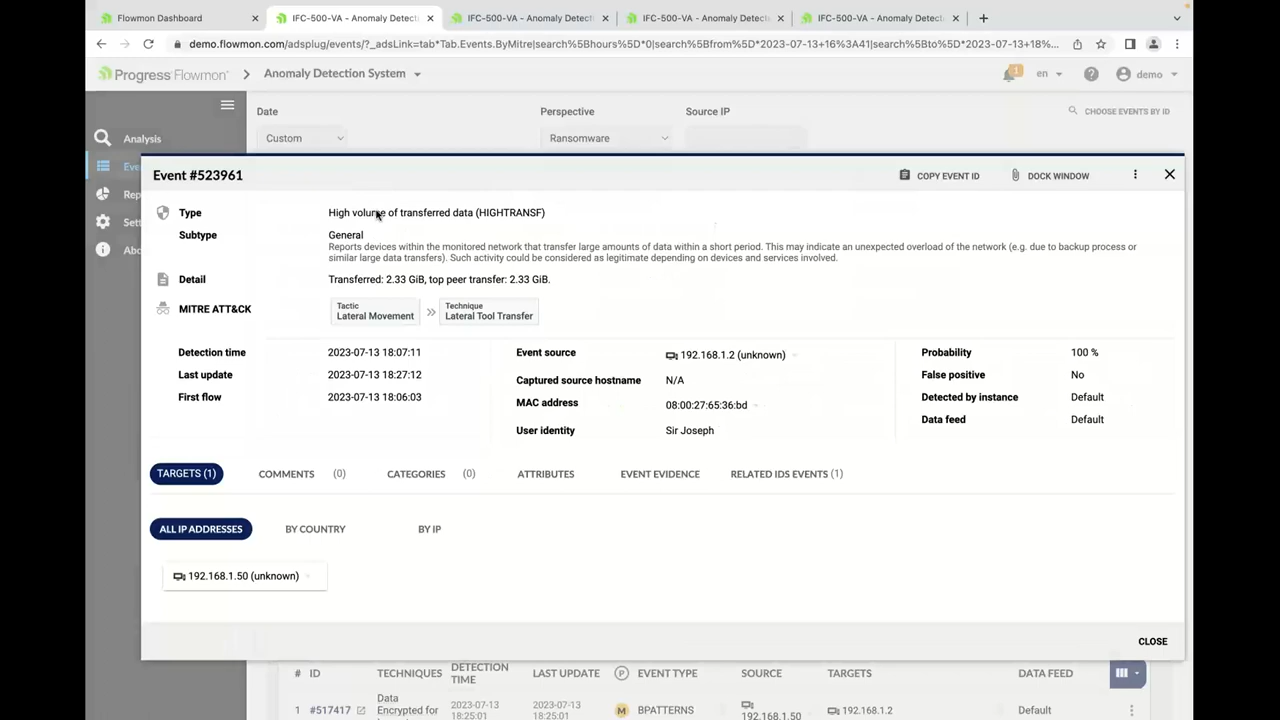 Flowmon Dashboard
IFC-500-VA - Anomaly Detect
IFC-500-VA - Anomaly Detect
IFC-500-VA - Anomaly Detect
IFC-500-VA - Anomaly Detect
demo.flowmon.com/adsplug/events/?_adsLink=tab*Tab.Events.ByMitre|search%5Bhours%5D*0|search%5Bfrom%5D*2023-07-13+16%3A41|search%5Bto%5D*2023-07-13+18%...
Progress Flowmon
Anomaly Detection System
1
en
demo
Date
Perspective
Source IP
CHOOSE EVENTS BY ID
Custom
Ransomware
Analysis
Eve
Rep
Set
Abo
Event #523961
COPY EVENT ID
DOCK WINDOW
Type
High volume of transferred data (HIGHTRANSF)
Subtype
General
Reports devices within the monitored network that transfer large amounts of data within a short period. This may indicate an unexpected overload of the network (e.g. due to backup process or
similar large data transfers). Such activity could be considered as legitimate depending on devices and services involved.
Detail
Transferred: 2.33 GiB, top peer transfer: 2.33 GiB.
MITRE ATT&CK
Tactic
Lateral Movement
Technique
Lateral Tool Transfer
Detection time
2023-07-13 18:07:11
Last update
2023-07-13 18:27:12
First flow
2023-07-13 18:06:03
Event source
192.168.1.2 (unknown)
Captured source hostname
N/A
MAC address
08:00:27:65:36:bd
User identity
Sir Joseph
Probability
100 %
False positive
No
Detected by instance
Default
Data feed
Default
TARGETS (1)
COMMENTS (0)
CATEGORIES (0)
ATTRIBUTES
EVENT EVIDENCE
RELATED IDS EVENTS (1)
ALL IP ADDRESSES
BY COUNTRY
BY IP
192.168.1.50 (unknown)
CLOSE
# ID TECHNIQUES DETECTION TIME LAST UPDATE P EVENT TYPE SOURCE TARGETS DATA FEED
1 #517417
Data
Encrypted for
2023-07-13
18:25:01
2023-07-13
18:25:01
M BPATTERNS
192.168.1.50
192.168.1.2
Default